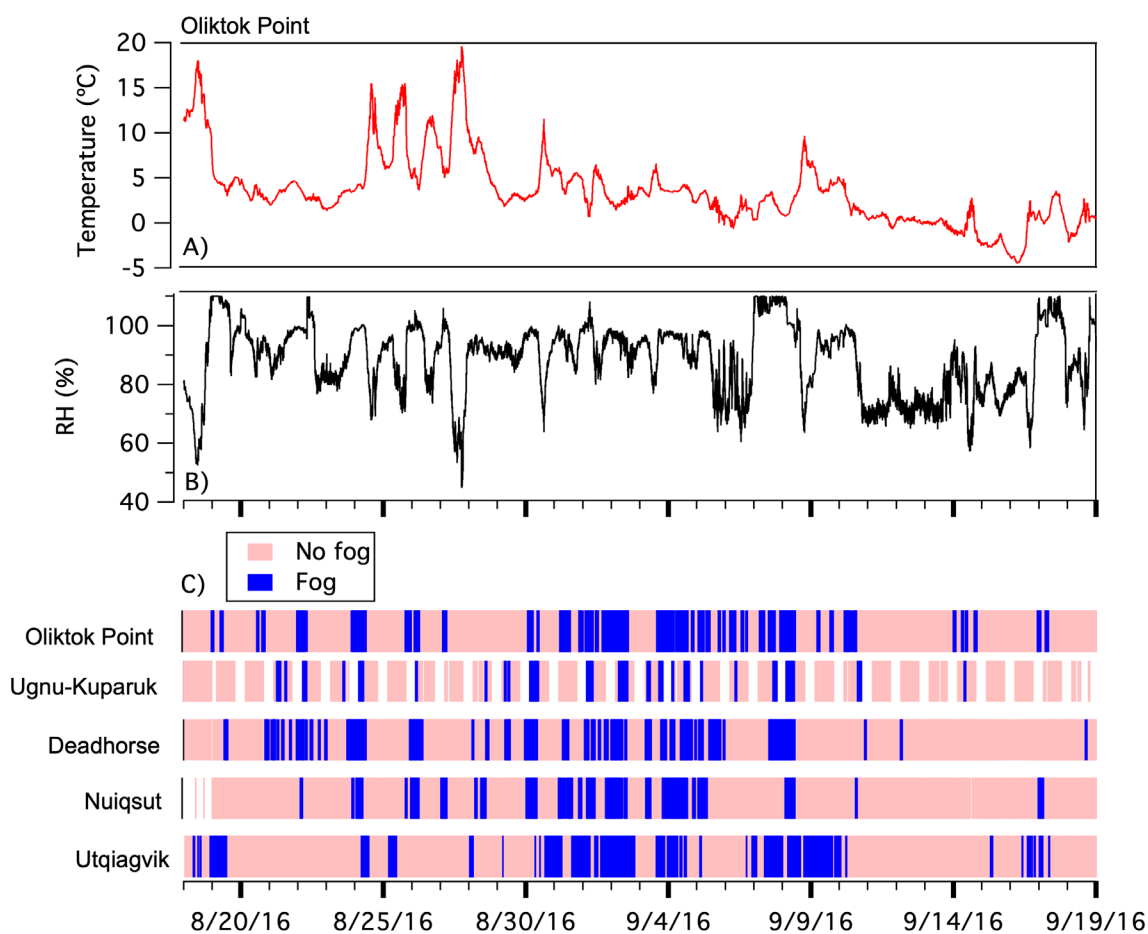 Oliktok Point
20
15
10
5
0
-5
Temperature (ºC)
A)
100
80
60
40
RH (%)
B)
No fog
Fog
C)
Oliktok Point
Ugnu-Kuparuk
Deadhorse
Nuiqsut
Utqiagvik
8/20/16 8/25/16 8/30/16 9/4/16 9/9/16 9/14/16 9/19/16